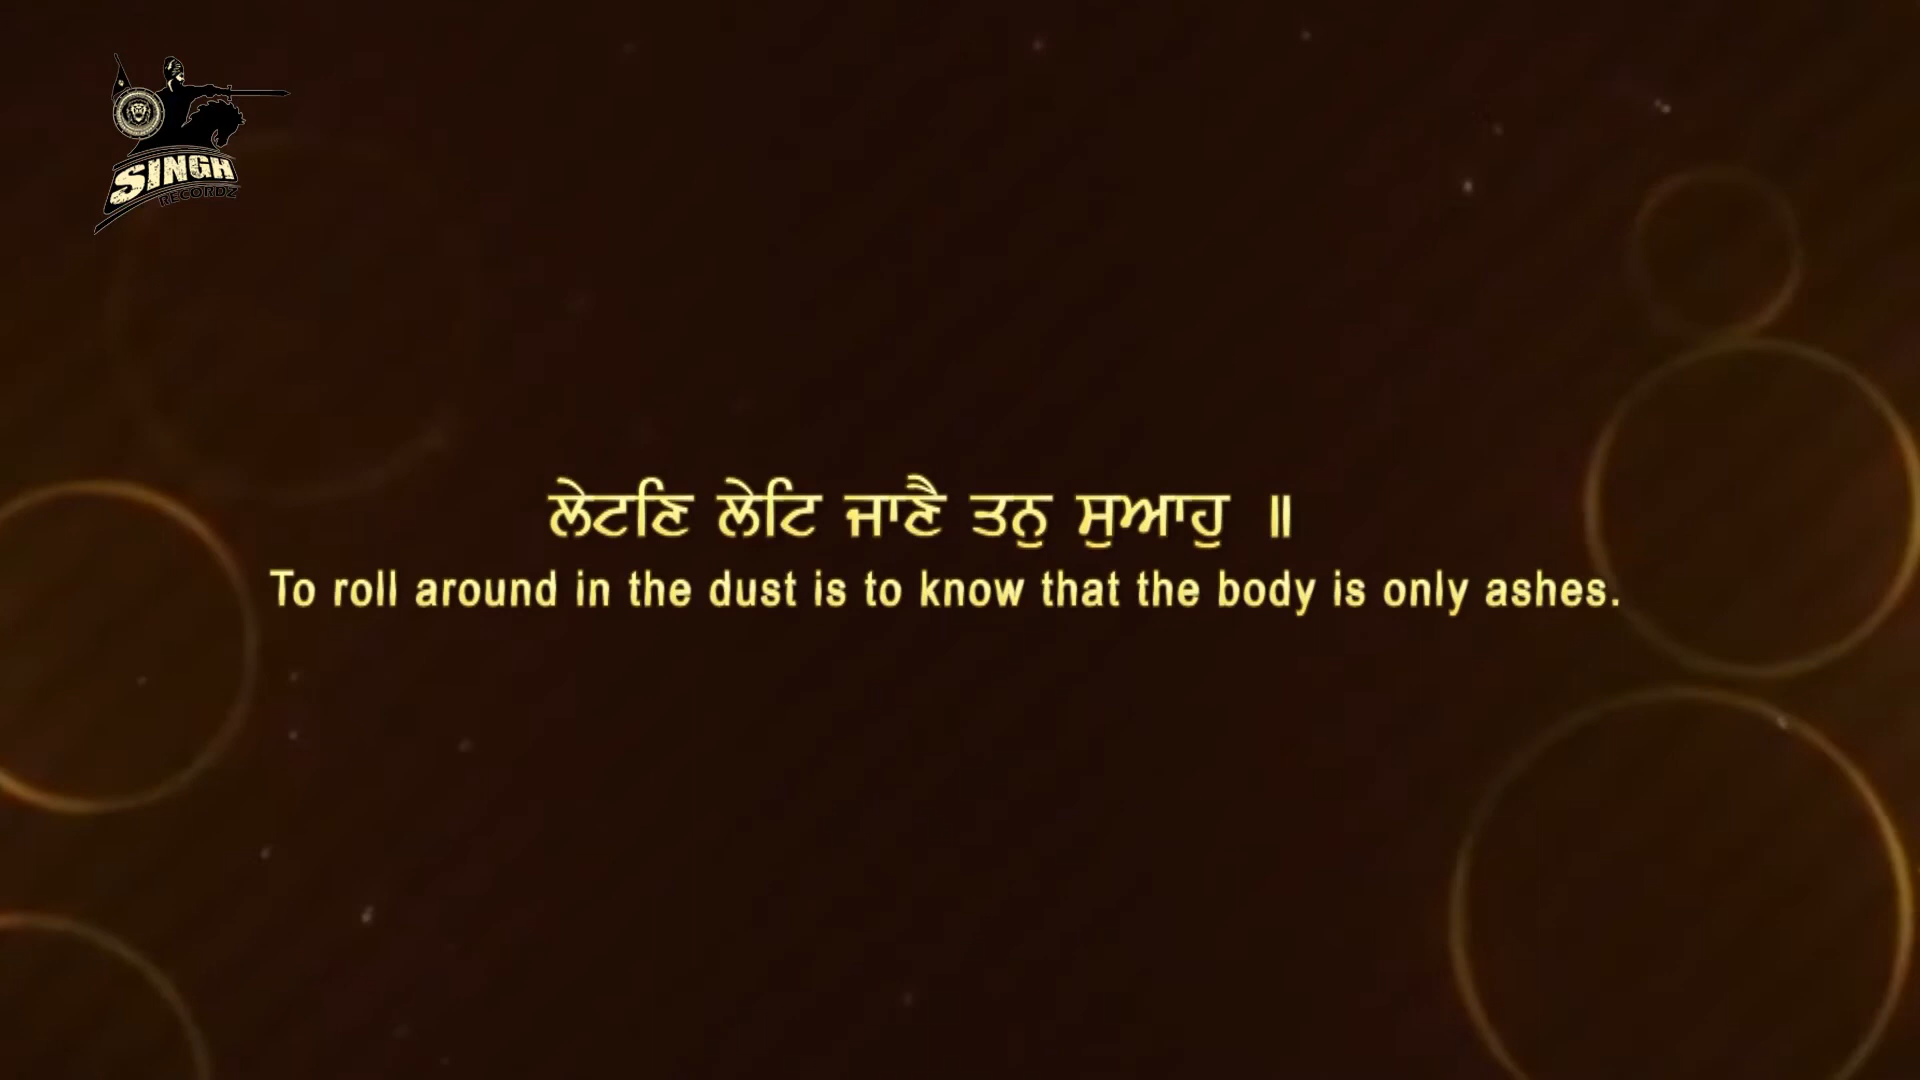 SINGH
RECORDZ
ਲੇਟਣਿ ਲੇਟਿ ਜਾਣੈ ਤਨੁ ਸੁਆਹੁ ॥
To roll around in the dust is to know that the body is only ashes.